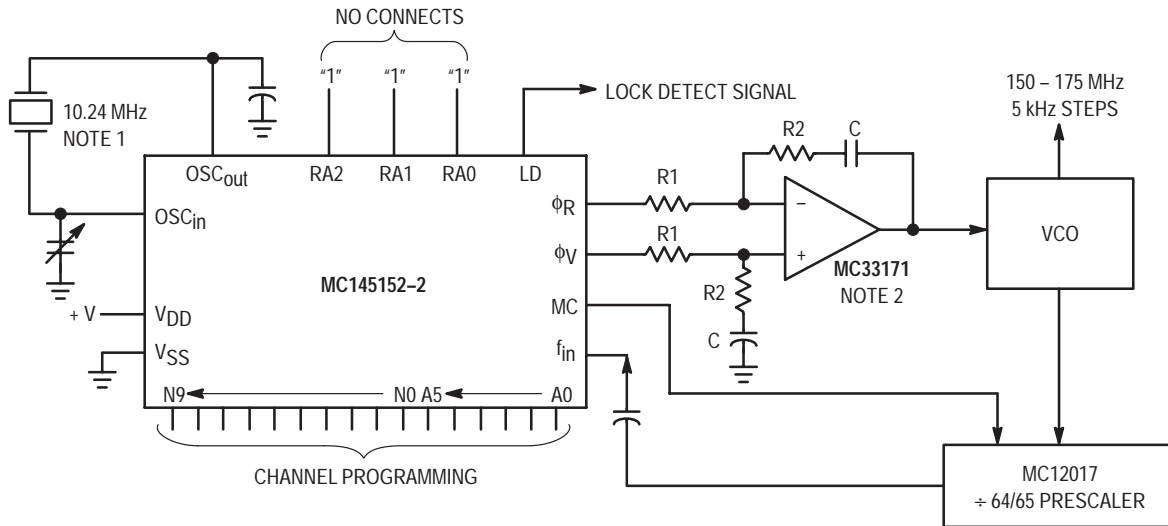 NO CONNECTS
“1” “1” “1”
10.24 MHz
NOTE 1
LOCK DETECT SIGNAL
150 – 175 MHz
5 kHz STEPS
R2
C
OSCout
RA2
RA1
RA0
LD
R1
ϕR
–
OSCin
VCO
R1
ϕV
+
MC33171
NOTE 2
MC145152–2
R2
MC
+ V
VDD
C
fin
VSS
N9
N0 A5
A0
CHANNEL PROGRAMMING
MC12017
÷ 64/65 PRESCALER